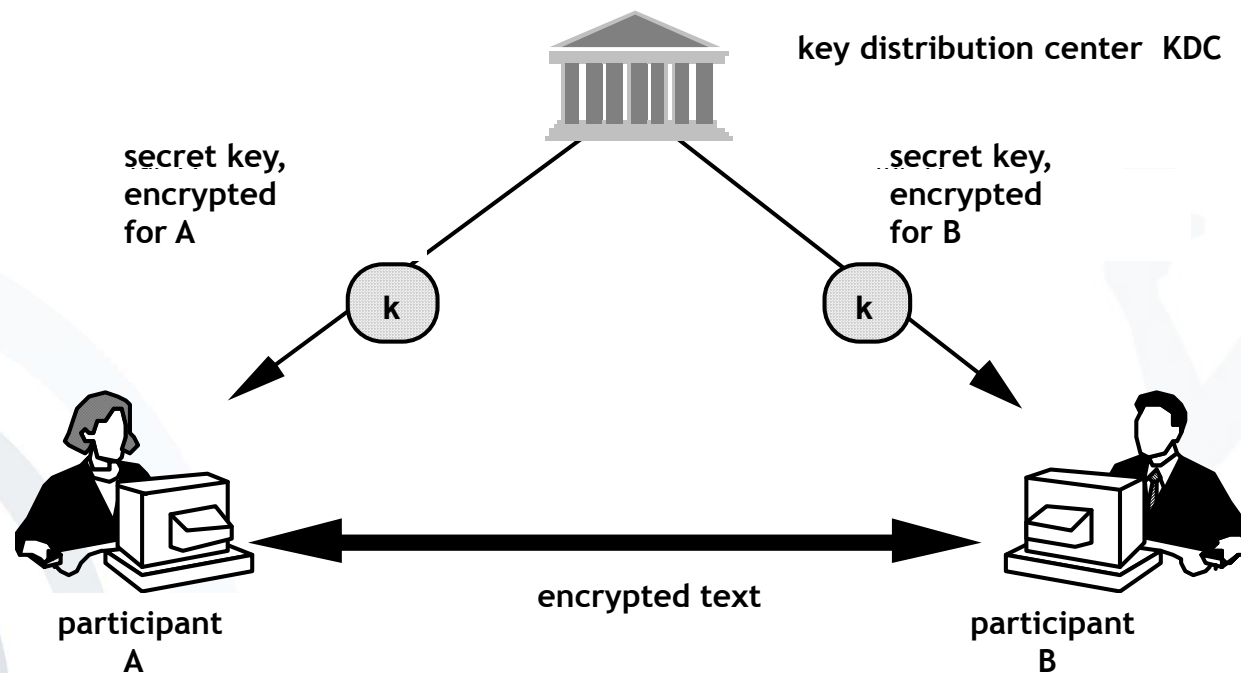 key distribution center KDC
secret key,
encrypted
for A
secret key,
encrypted
for B
k
k
encrypted text
participant
A
participant
B